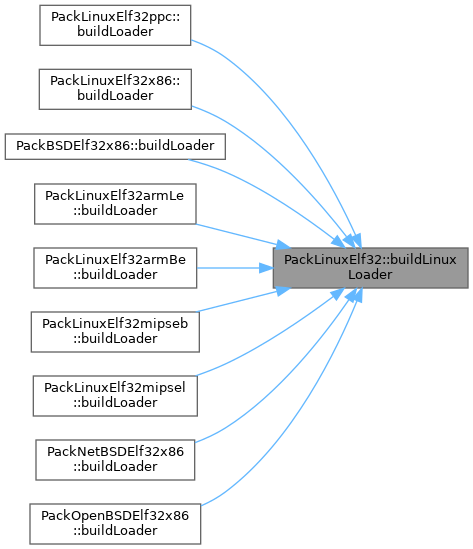 PackLinuxElf32ppc::
buildLoader
PackLinuxElf32x86::
buildLoader
PackBSDElf32x86::buildLoader
PackLinuxElf32armLe
::buildLoader
PackLinuxElf32armBe
::buildLoader
PackLinuxElf32mipseb
::buildLoader
PackLinuxElf32mipsel
::buildLoader
PackNetBSDElf32x86
::buildLoader
PackOpenBSDElf32x86
::buildLoader
PackLinuxElf32::buildLinux
Loader